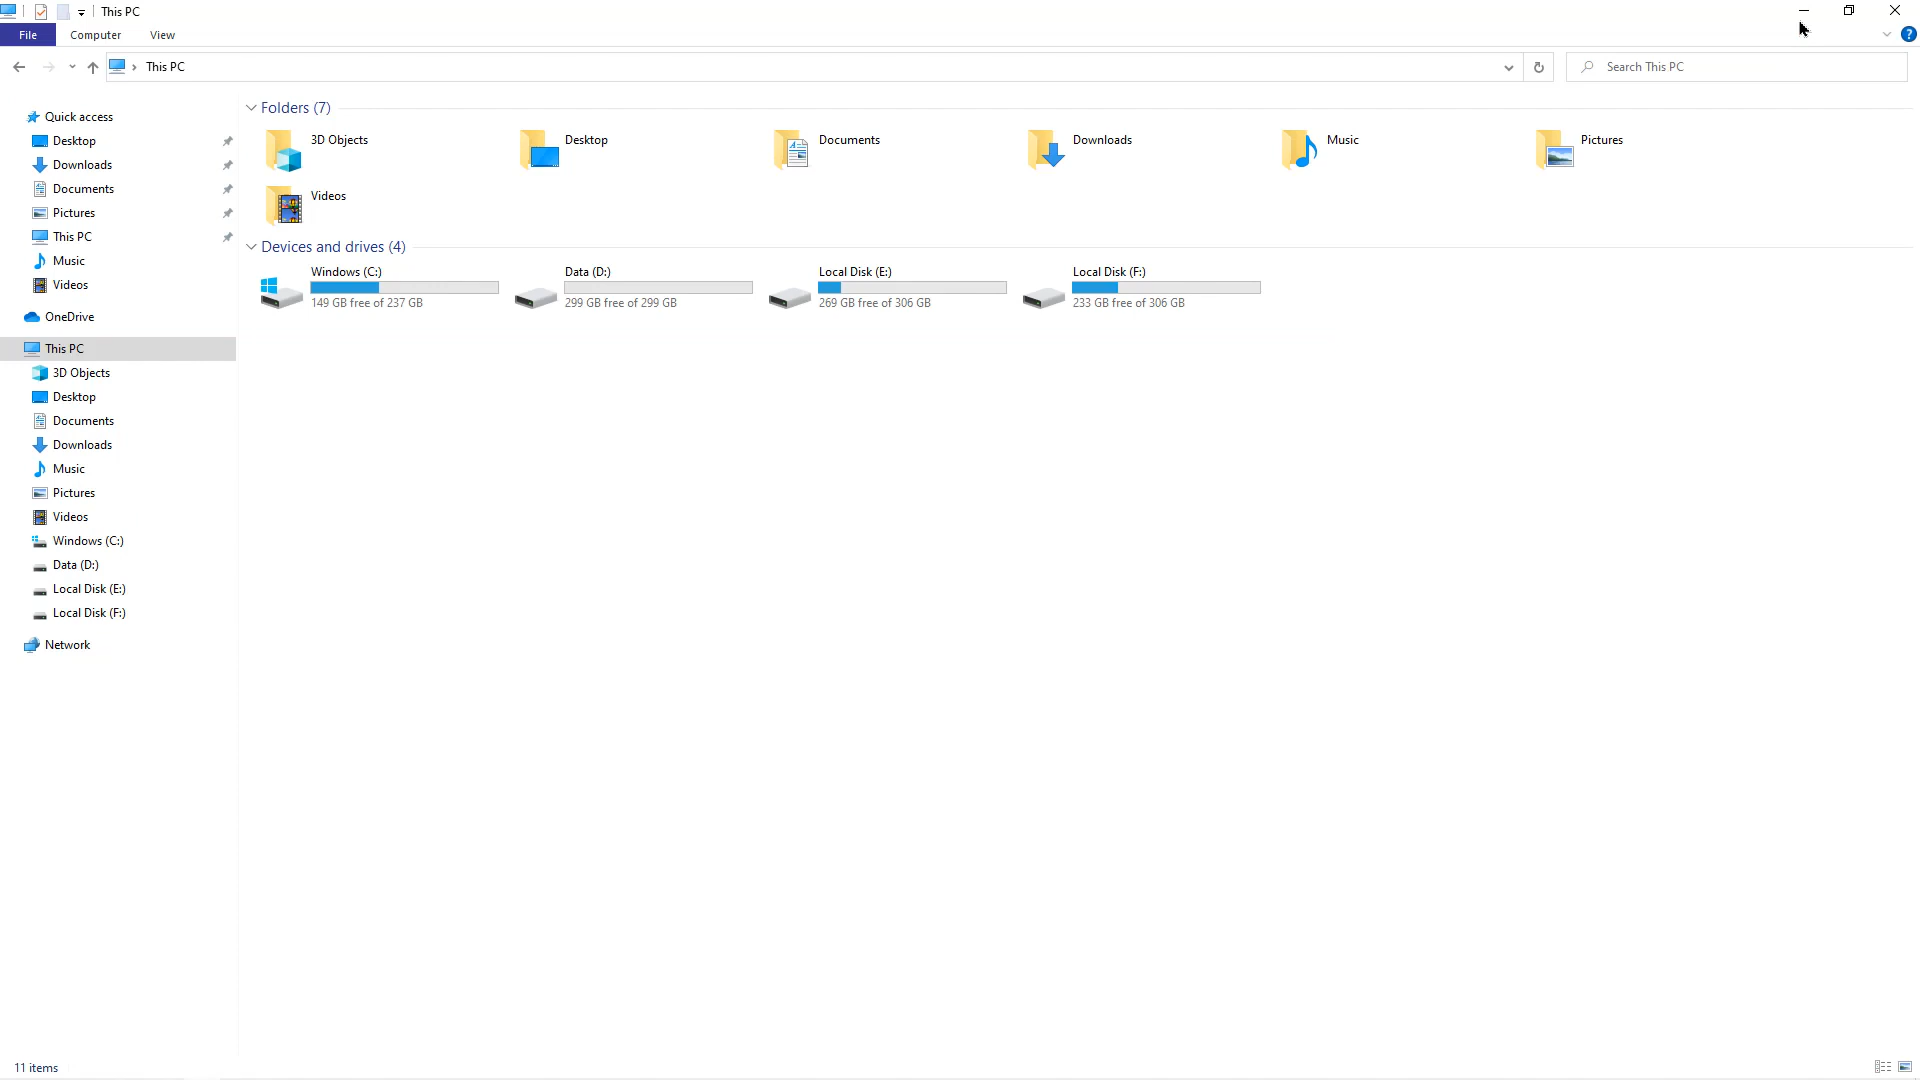 This PC
File Computer View
This PC
Search This PC
Quick access
Desktop
Downloads
Documents
Pictures
This PC
Music
Videos
OneDrive
This PC
3D Objects
Desktop
Documents
Downloads
Music
Pictures
Videos
Windows (C:)
Data (D:)
Local Disk (E:)
Local Disk (F:)
Network
Folders (7)
3D Objects Desktop Documents Downloads Music Pictures
Videos
Devices and drives (4)
Windows (C:) Data (D:) Local Disk (E:) Local Disk (F:)
149 GB free of 237 GB 299 GB free of 299 GB 269 GB free of 306 GB 233 GB free of 306 GB
11 items